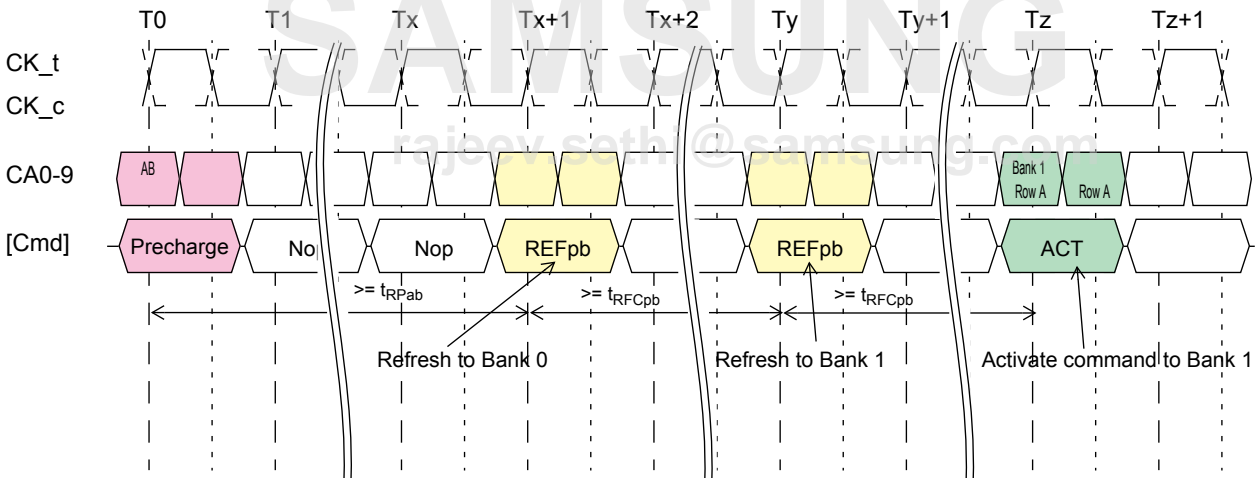 T0 T1 Tx Tx+1 Tx+2 Ty Ty+1 Tz Tz+1
SAMSUNG
CK_t
CK_c
rajeev.sethi@samsung.com
CA0-9 AB Bank 1
Row A Row A
[Cmd] Precharge Nop Nop REFpb REFpb ACT
>= tRPab >= tRFCpb >= tRFCpb
Refresh to Bank 0 Refresh to Bank 1 Activate command to Bank 1